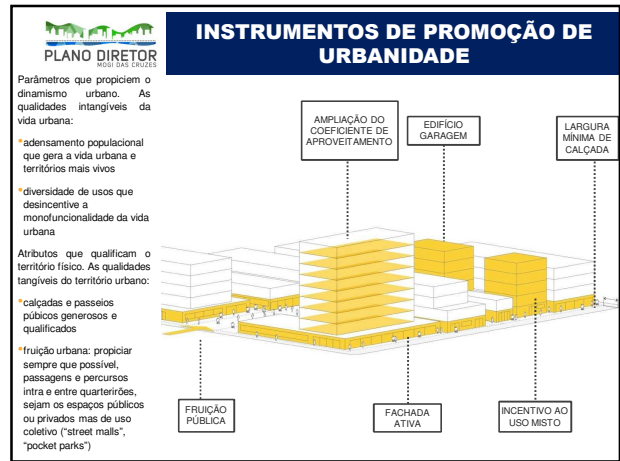 PLANO DIRETOR
MOGI DAS CRUZES
INSTRUMENTOS DE PROMOÇÃO DE
URBANIDADE
Parâmetros que propiciem o
dinamismo urbano. As
qualidades intangíveis da
vida urbana:
*adensamento populacional
que gera a vida urbana e
territórios mais vivos
*diversidade de usos que
desincentive a
monofuncionalidade da vida
urbana
Atributos que qualificam o
território físico. As qualidades
tangíveis do território urbano:
*calçadas e passeios
púbicos generosos e
qualificados
*fruição urbana: propiciar
sempre que possível,
passagens e percursos
intra e entre quarterirões,
sejam os espaços públicos
ou privados mas de uso
coletivo (“street malls”,
“pocket parks”)
AMPLIAÇÃO DO
COEFICIENTE DE
APROVEITAMENTO
EDIFÍCIO
GARAGEM
LARGURA
MÍNIMA DE
CALÇADA
FRUIÇÃO
PÚBLICA
FACHADA
ATIVA
INCENTIVO AO
USO MISTO